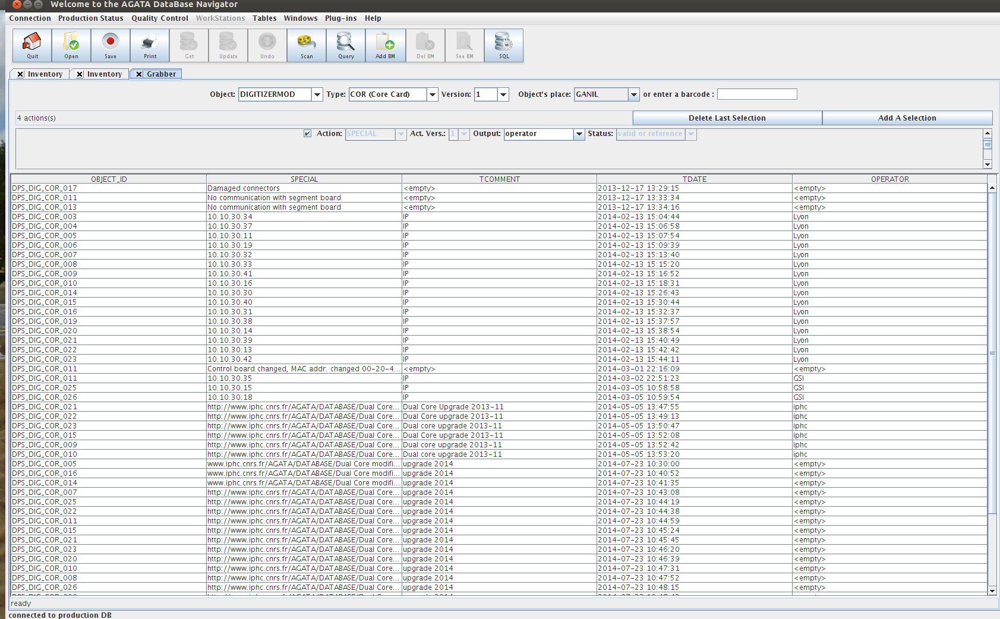 Welcome to the AGATA DataBase Navigator
Connection Production Status Quality Control WorkStations Tables Windows Plug-ins Help
Quit Open Save Print Get Update Undo Scan Query Add BM Del BM See BM SQL
Inventory Inventory Grabber
Object: DIGITIZERMOD Type: COR (Core Card) Version: 1 Object's place: GANIL or enter a barcode :
4 actions(s) Delete Last Selection Add A Selection
Action: SPECIAL Act. Vers.: 1 Output: operator Status: valid or reference
OBJECT_ID SPECIAL TCOMMENT TDATE OPERATOR
DPS_DIG_COR_017 Damaged connectors <empty> 2013-12-17 13:29:15 <empty>
DPS_DIG_COR_011 No communication with segment board <empty> 2013-12-17 13:33:34 <empty>
DPS_DIG_COR_013 No communication with segment board <empty> 2013-12-17 13:34:16 <empty>
DPS_DIG_COR_003 10.10.30.34 IP 2014-02-13 15:04:44 Lyon
DPS_DIG_COR_004 10.10.30.37 IP 2014-02-13 15:06:58 Lyon
DPS_DIG_COR_005 10.10.30.11 IP 2014-02-13 15:07:54 Lyon
DPS_DIG_COR_006 10.10.30.19 IP 2014-02-13 15:09:39 Lyon
DPS_DIG_COR_007 10.10.30.32 IP 2014-02-13 15:13:40 Lyon
DPS_DIG_COR_008 10.10.30.33 IP 2014-02-13 15:15:20 Lyon
DPS_DIG_COR_009 10.10.30.41 IP 2014-02-13 15:16:52 Lyon
DPS_DIG_COR_010 10.10.30.16 IP 2014-02-13 15:18:31 Lyon
DPS_DIG_COR_014 10.10.30.30 IP 2014-02-13 15:26:43 Lyon
DPS_DIG_COR_015 10.10.30.40 IP 2014-02-13 15:30:44 Lyon
DPS_DIG_COR_016 10.10.30.31 IP 2014-02-13 15:32:37 Lyon
DPS_DIG_COR_019 10.10.30.38 IP 2014-02-13 15:37:57 Lyon
DPS_DIG_COR_020 10.10.30.14 IP 2014-02-13 15:38:54 Lyon
DPS_DIG_COR_021 10.10.30.39 IP 2014-02-13 15:40:49 Lyon
DPS_DIG_COR_022 10.10.30.13 IP 2014-02-13 15:42:42 Lyon
DPS_DIG_COR_023 10.10.30.42 IP 2014-02-13 15:44:11 Lyon
DPS_DIG_COR_011 Control board changed, MAC addr. changed 00-20-4... <empty> 2014-03-01 22:16:09 <empty>
DPS_DIG_COR_011 10.10.30.35 IP 2014-03-02 22:51:23 GSI
DPS_DIG_COR_025 10.10.30.15 IP 2014-03-05 10:58:58 GSI
DPS_DIG_COR_026 10.10.30.18 IP 2014-03-05 10:59:54 GSI
DPS_DIG_COR_021 http://www.iphc.cnrs.fr/AGATA/DATABASE/Dual Core... Dual Core Upgrade 2013-11 2014-05-05 13:47:55 iphc
DPS_DIG_COR_022 http://www.iphc.cnrs.fr/AGATA/DATABASE/Dual Core... Dual Core upgrade 2013-11 2014-05-05 13:49:13 iphc
DPS_DIG_COR_023 http://www.iphc.cnrs.fr/AGATA/DATABASE/Dual Core... Dual core upgrade 2013-11 2014-05-05 13:50:47 iphc
DPS_DIG_COR_015 http://www.iphc.cnrs.fr/AGATA/DATABASE/Dual Core... Dual Core upgrade 2013-11 2014-05-05 13:52:08 iphc
DPS_DIG_COR_009 http://www.iphc.cnrs.fr/AGATA/DATABASE/Dual Core... Dual core upgrade 2013-11 2014-05-05 13:52:42 iphc
DPS_DIG_COR_010 http://www.iphc.cnrs.fr/AGATA/DATABASE/Dual Core... Dual core upgrade 2013-11 2014-05-05 13:53:20 iphc
DPS_DIG_COR_005 www.iphc.cnrs.fr/AGATA/DATABASE/Dual Core modifi... upgrade 2014 2014-07-23 10:30:00 <empty>
DPS_DIG_COR_016 www.iphc.cnrs.fr/AGATA/DATABASE/Dual Core modifi... upgrade 2014 2014-07-23 10:40:52 <empty>
DPS_DIG_COR_014 www.iphc.cnrs.fr/AGATA/DATABASE/Dual Core modifi... upgrade 2014 2014-07-23 10:41:35 <empty>
DPS_DIG_COR_007 http://www.iphc.cnrs.fr/AGATA/DATABASE/Dual Core... upgrade 2014 2014-07-23 10:43:08 <empty>
DPS_DIG_COR_025 http://www.iphc.cnrs.fr/AGATA/DATABASE/Dual Core... upgrade 2014 2014-07-23 10:44:19 <empty>
DPS_DIG_COR_022 http://www.iphc.cnrs.fr/AGATA/DATABASE/Dual Core... upgrade 2014 2014-07-23 10:44:38 <empty>
DPS_DIG_COR_011 http://www.iphc.cnrs.fr/AGATA/DATABASE/Dual Core... upgrade 2014 2014-07-23 10:44:59 <empty>
DPS_DIG_COR_015 http://www.iphc.cnrs.fr/AGATA/DATABASE/Dual Core... upgrade 2014 2014-07-23 10:45:24 <empty>
DPS_DIG_COR_021 http://www.iphc.cnrs.fr/AGATA/DATABASE/Dual Core... upgrade 2014 2014-07-23 10:45:45 <empty>
DPS_DIG_COR_023 http://www.iphc.cnrs.fr/AGATA/DATABASE/Dual Core... upgrade 2014 2014-07-23 10:46:20 <empty>
DPS_DIG_COR_020 http://www.iphc.cnrs.fr/AGATA/DATABASE/Dual Core... upgrade 2014 2014-07-23 10:46:39 <empty>
DPS_DIG_COR_010 http://www.iphc.cnrs.fr/AGATA/DATABASE/Dual Core... upgrade 2014 2014-07-23 10:47:31 <empty>
DPS_DIG_COR_008 http://www.iphc.cnrs.fr/AGATA/DATABASE/Dual Core... upgrade 2014 2014-07-23 10:47:52 <empty>
DPS_DIG_COR_026 http://www.iphc.cnrs.fr/AGATA/DATABASE/Dual Core... upgrade 2014 2014-07-23 10:48:15 <empty>
ready
connected to production DB